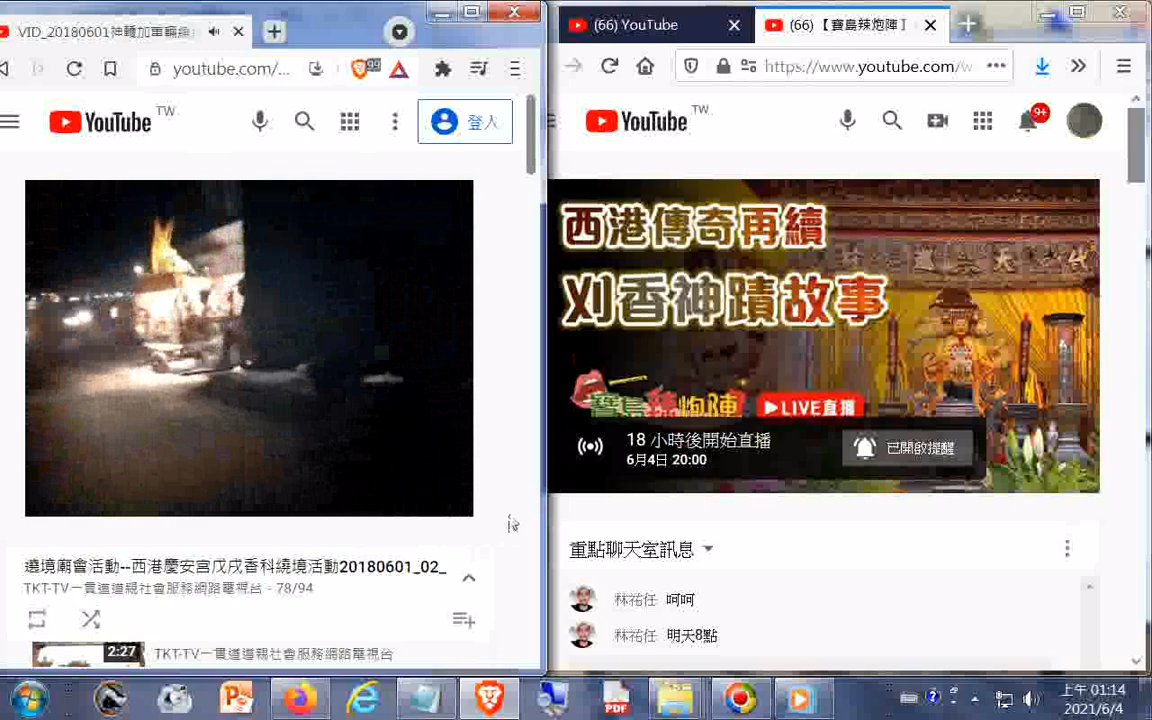 VID_20180601神轎加軍轎繞
youtube.com/...
99
YouTube TW
登入
遶境廟會活動--西港慶安宮戊戌香科繞境活動20180601_02_
TKT-TV一貫道道親社會服務網路電視台 - 78/94
2:27
TKT-TV一貫道道親社會服務網路電視台
(66) YouTube
(66) 【寶島辣炮陣】
https://www.youtube.com/w
YouTube TW
9+
西港傳奇再續
刈香神蹟故事
寶島辣炮陣
LIVE直播
18 小時後開始直播
6月4日 20:00
已開啟提醒
重點聊天室訊息
林祐任 呵呵
林祐任 明天8點
PDF
上午 01:14
2021/6/4